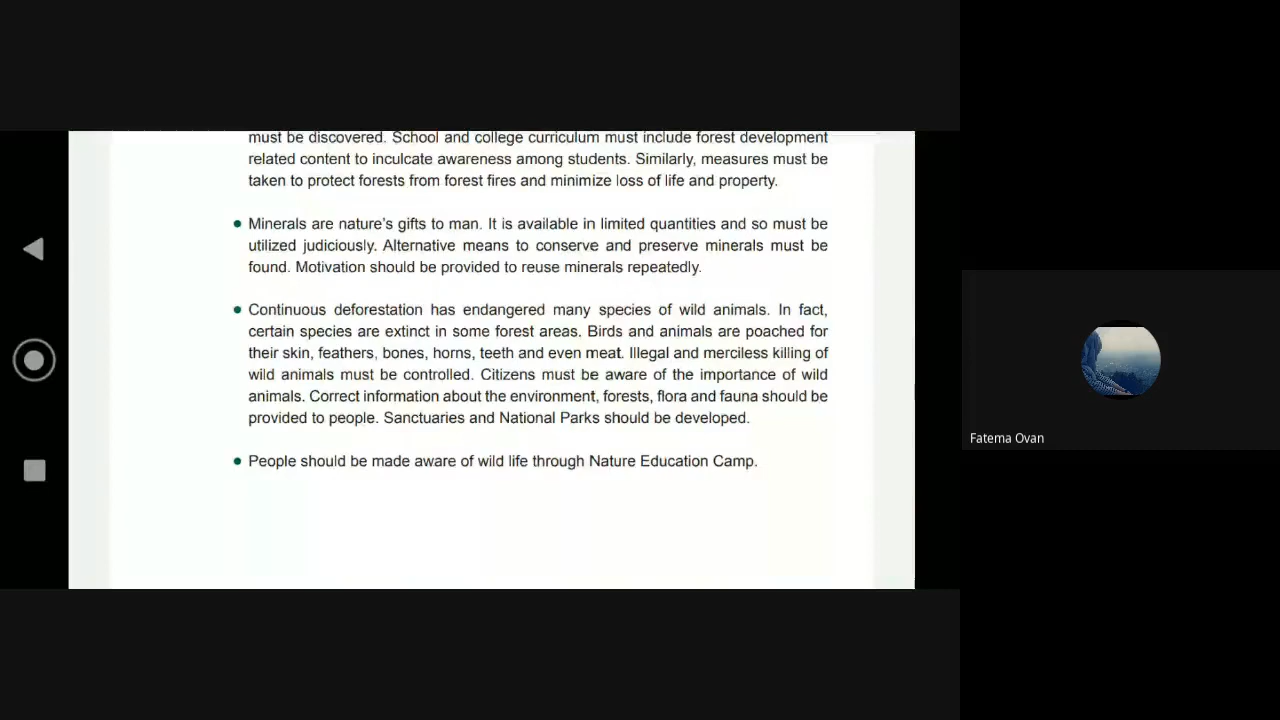 must be discovered. School and college curriculum must include forest development
related content to inculcate awareness among students. Similarly, measures must be
taken to protect forests from forest fires and minimize loss of life and property.
• Minerals are nature's gifts to man. It is available in limited quantities and so must be
utilized judiciously. Alternative means to conserve and preserve minerals must be
found. Motivation should be provided to reuse minerals repeatedly.
• Continuous deforestation has endangered many species of wild animals. In fact,
certain species are extinct in some forest areas. Birds and animals are poached for
their skin, feathers, bones, horns, teeth and even meat. Illegal and merciless killing of
wild animals must be controlled. Citizens must be aware of the importance of wild
animals. Correct information about the environment, forests, flora and fauna should be
provided to people. Sanctuaries and National Parks should be developed.
• People should be made aware of wild life through Nature Education Camp.
Fatema Ovan